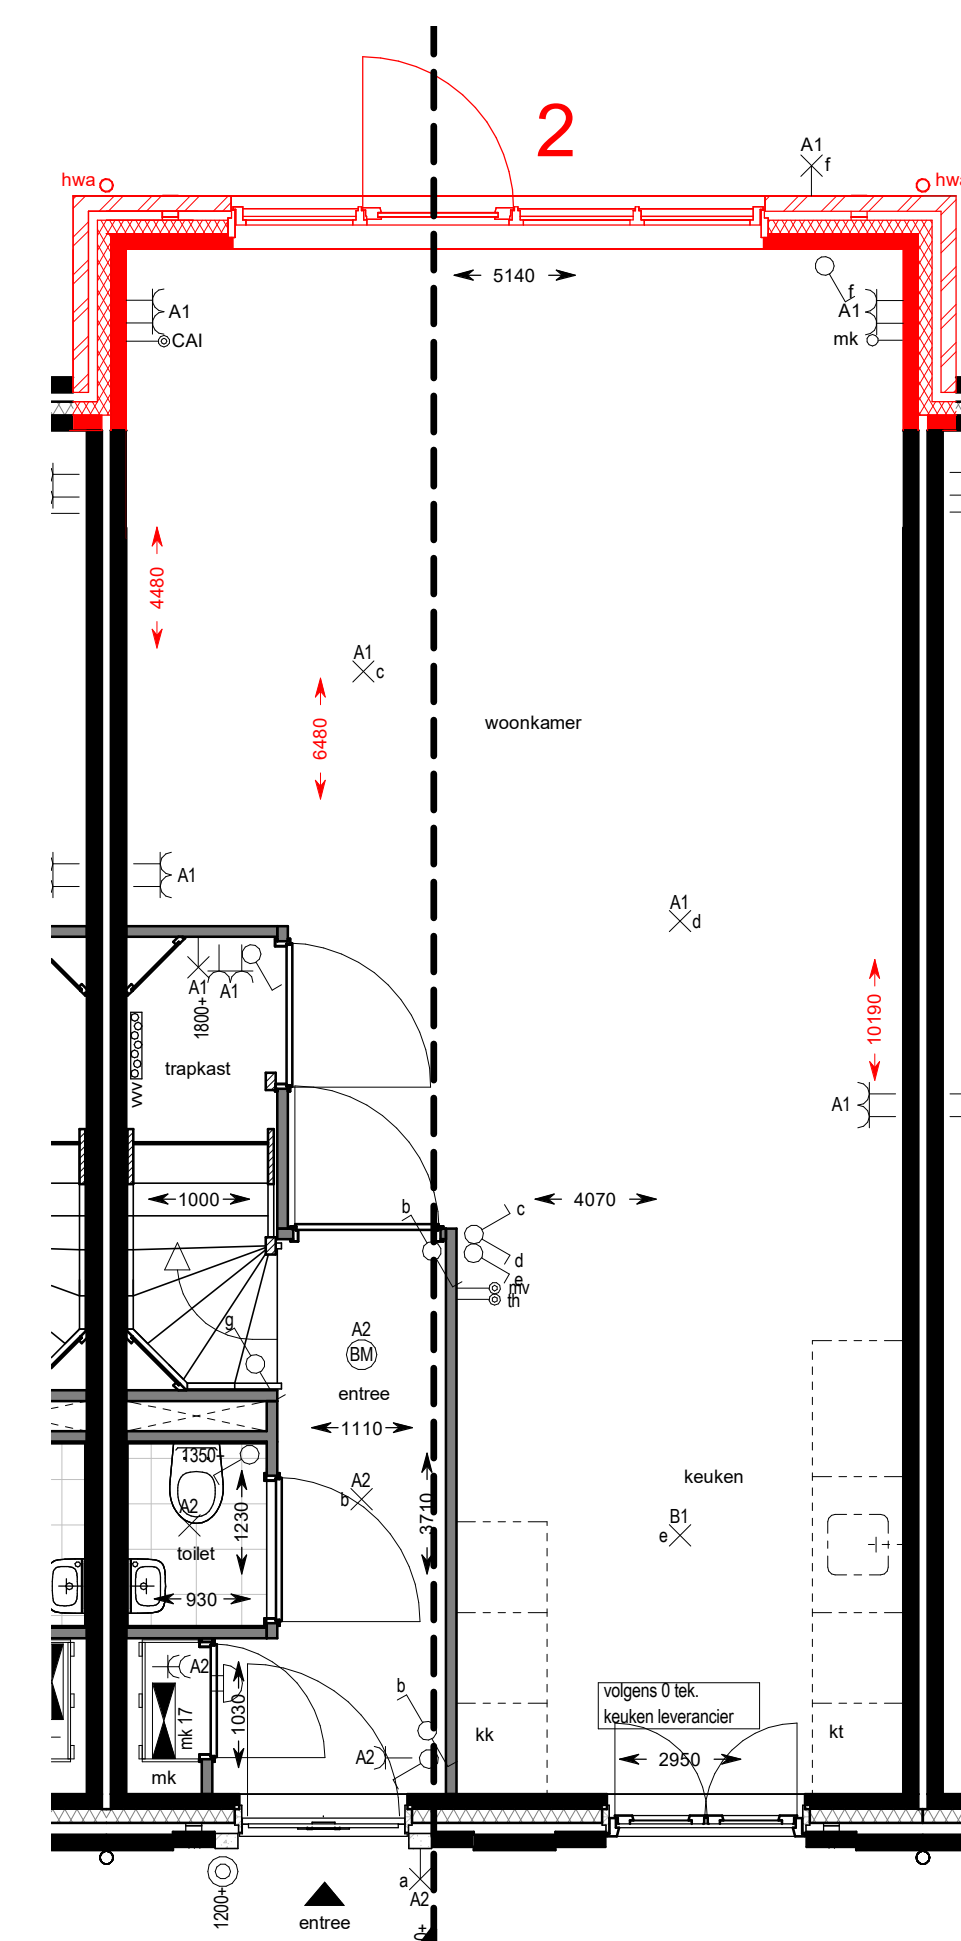 2
A1
f
hwa
hwa
5140
A1
CAI
f
A1
mk
4480
A1
c
6480
woonkamer
A1
A1
d
10190
A1
A1
1800+
trapkast
VVV
A1
1000
4070
b
c
d
e
mv
th
g
A2
BM
entree
1110
1350+
keuken
A2
b
3710
1230
A2
toilet
B1
e
930
A2
1030
mk 17
mk
b
A2
volgens 0 tek.
keuken leverancier
kk
kt
2950
a
A2
1200+
entree
0+